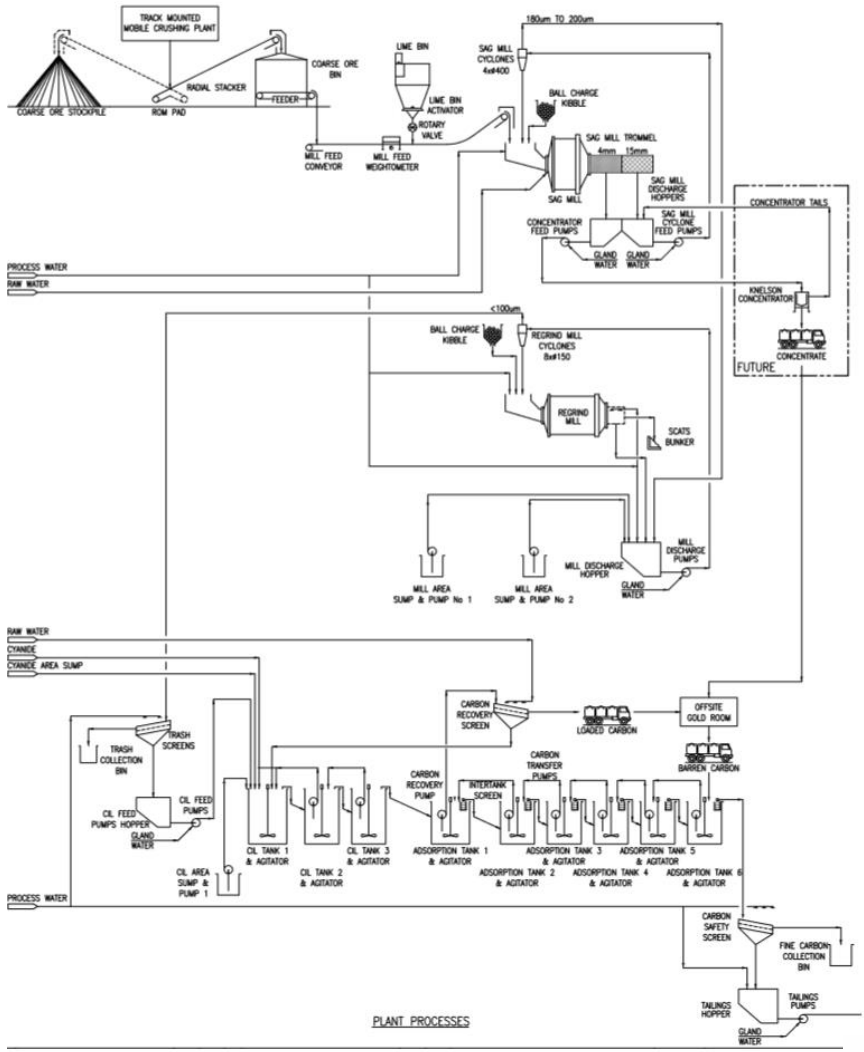 TRACK MOUNTED
MOBILE CRUSHING PLANT
RADIAL STACKER
COARSE ORE STOCKPILE
ROM PAD
COARSE ORE
BIN
FEEDER
LIME BIN
LIME BIN
ACTIVATOR
ROTARY
VALVE
MILL FEED
CONVEYOR
MILL FEED
WEIGHTOMETER
180um TO 200um
SAG MILL
CYCLONES
4xø400
BALL CHARGE
KIBBLE
SAG MILL TROMMEL
4mm
15mm
SAG MILL
SAG MILL
DISCHARGE
HOPPERS
CONCENTRATOR
FEED PUMPS
SAG MILL
CYCLONE
FEED PUMPS
GLAND
WATER
GLAND
WATER
CONCENTRATOR TAILS
KNELSON
CONCENTRATOR
CONCENTRATE
FUTURE
PROCESS WATER
RAW WATER
<100um
BALL CHARGE
KIBBLE
REGRIND MILL
CYCLONES
8xø150
REGRIND
MILL
SCATS
BUNKER
MILL AREA
SUMP & PUMP No 1
MILL AREA
SUMP & PUMP No 2
MILL DISCHARGE
HOPPER
MILL
DISCHARGE
PUMPS
GLAND
WATER
RAW WATER
CYANIDE
CYANIDE AREA SUMP
TRASH
SCREENS
TRASH
COLLECTION
BIN
CIL FEED
PUMPS HOPPER
CIL FEED
PUMPS
GLAND
WATER
CIL AREA
SUMP &
PUMP 1
CARBON
RECOVERY
SCREEN
LOADED CARBON
OFFSITE
GOLD ROOM
BARREN CARBON
CARBON
RECOVERY
PUMP
INTERTANK
SCREEN
CARBON
TRANSFER
PUMPS
CIL TANK 1
& AGITATOR
CIL TANK 2
& AGITATOR
CIL TANK 3
& AGITATOR
ADSORPTION TANK 1
& AGITATOR
ADSORPTION TANK 2
& AGITATOR
ADSORPTION TANK 3
& AGITATOR
ADSORPTION TANK 4
& AGITATOR
ADSORPTION TANK 5
& AGITATOR
ADSORPTION TANK 6
& AGITATOR
PROCESS WATER
CARBON
SAFETY
SCREEN
FINE CARBON
COLLECTION
BIN
TAILINGS
HOPPER
TAILINGS
PUMPS
GLAND
WATER
PLANT PROCESSES